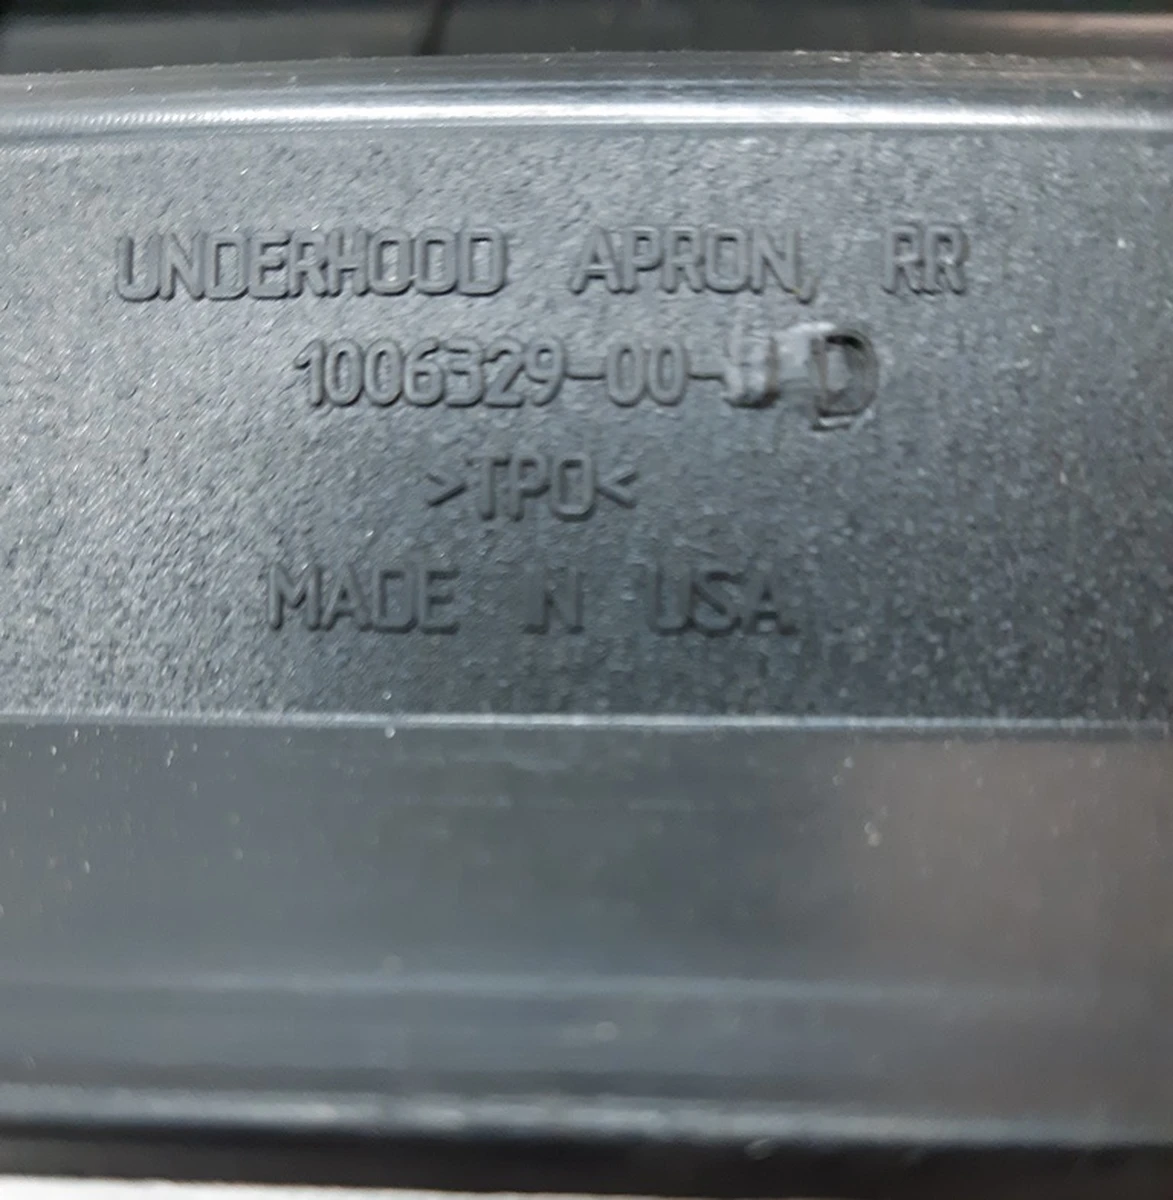 UNDERHOOD APRON, RR
1006329-00- D
>TPO<
MADE IN USA